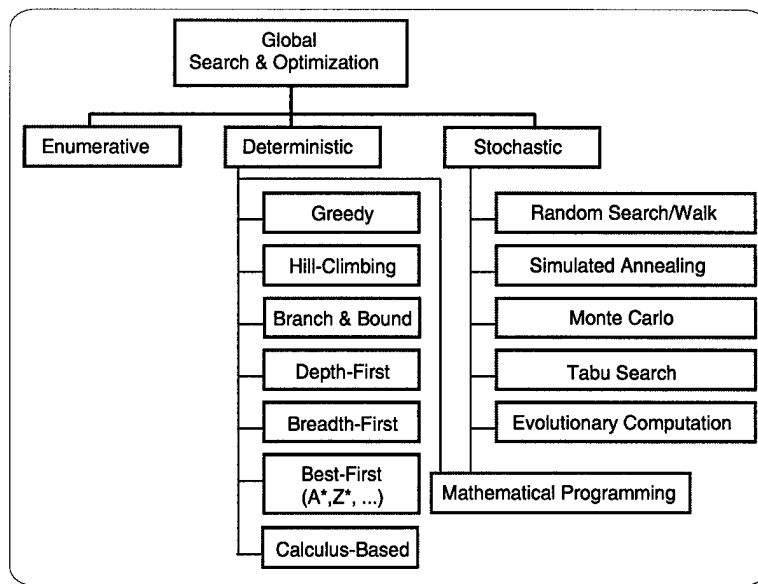 Global
Search & Optimization
Enumerative
Deterministic
Stochastic
Greedy
Hill-Climbing
Branch & Bound
Depth-First
Breadth-First
Best-First
(A*,Z*, ...)
Calculus-Based
Random Search/Walk
Simulated Annealing
Monte Carlo
Tabu Search
Evolutionary Computation
Mathematical Programming